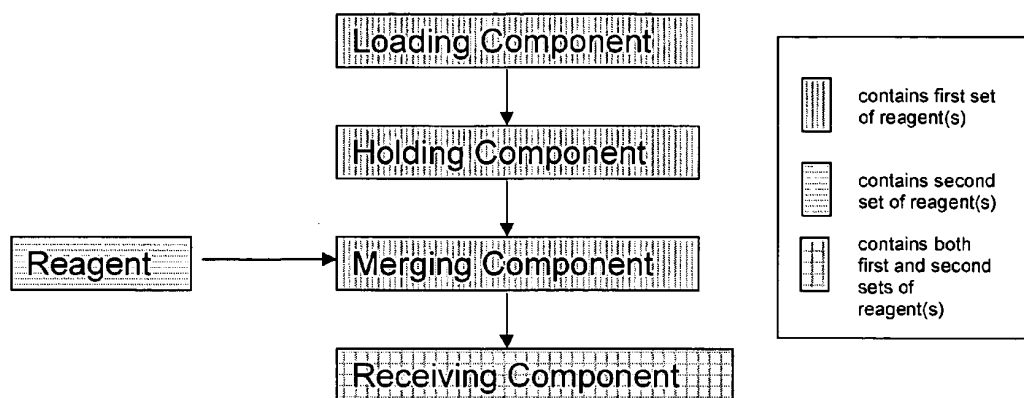 Loading Component
Holding Component
Reagent
Merging Component
Receiving Component
contains first set
of reagent(s)
contains second
set of reagent(s)
contains both
first and second
sets of
reagent(s)